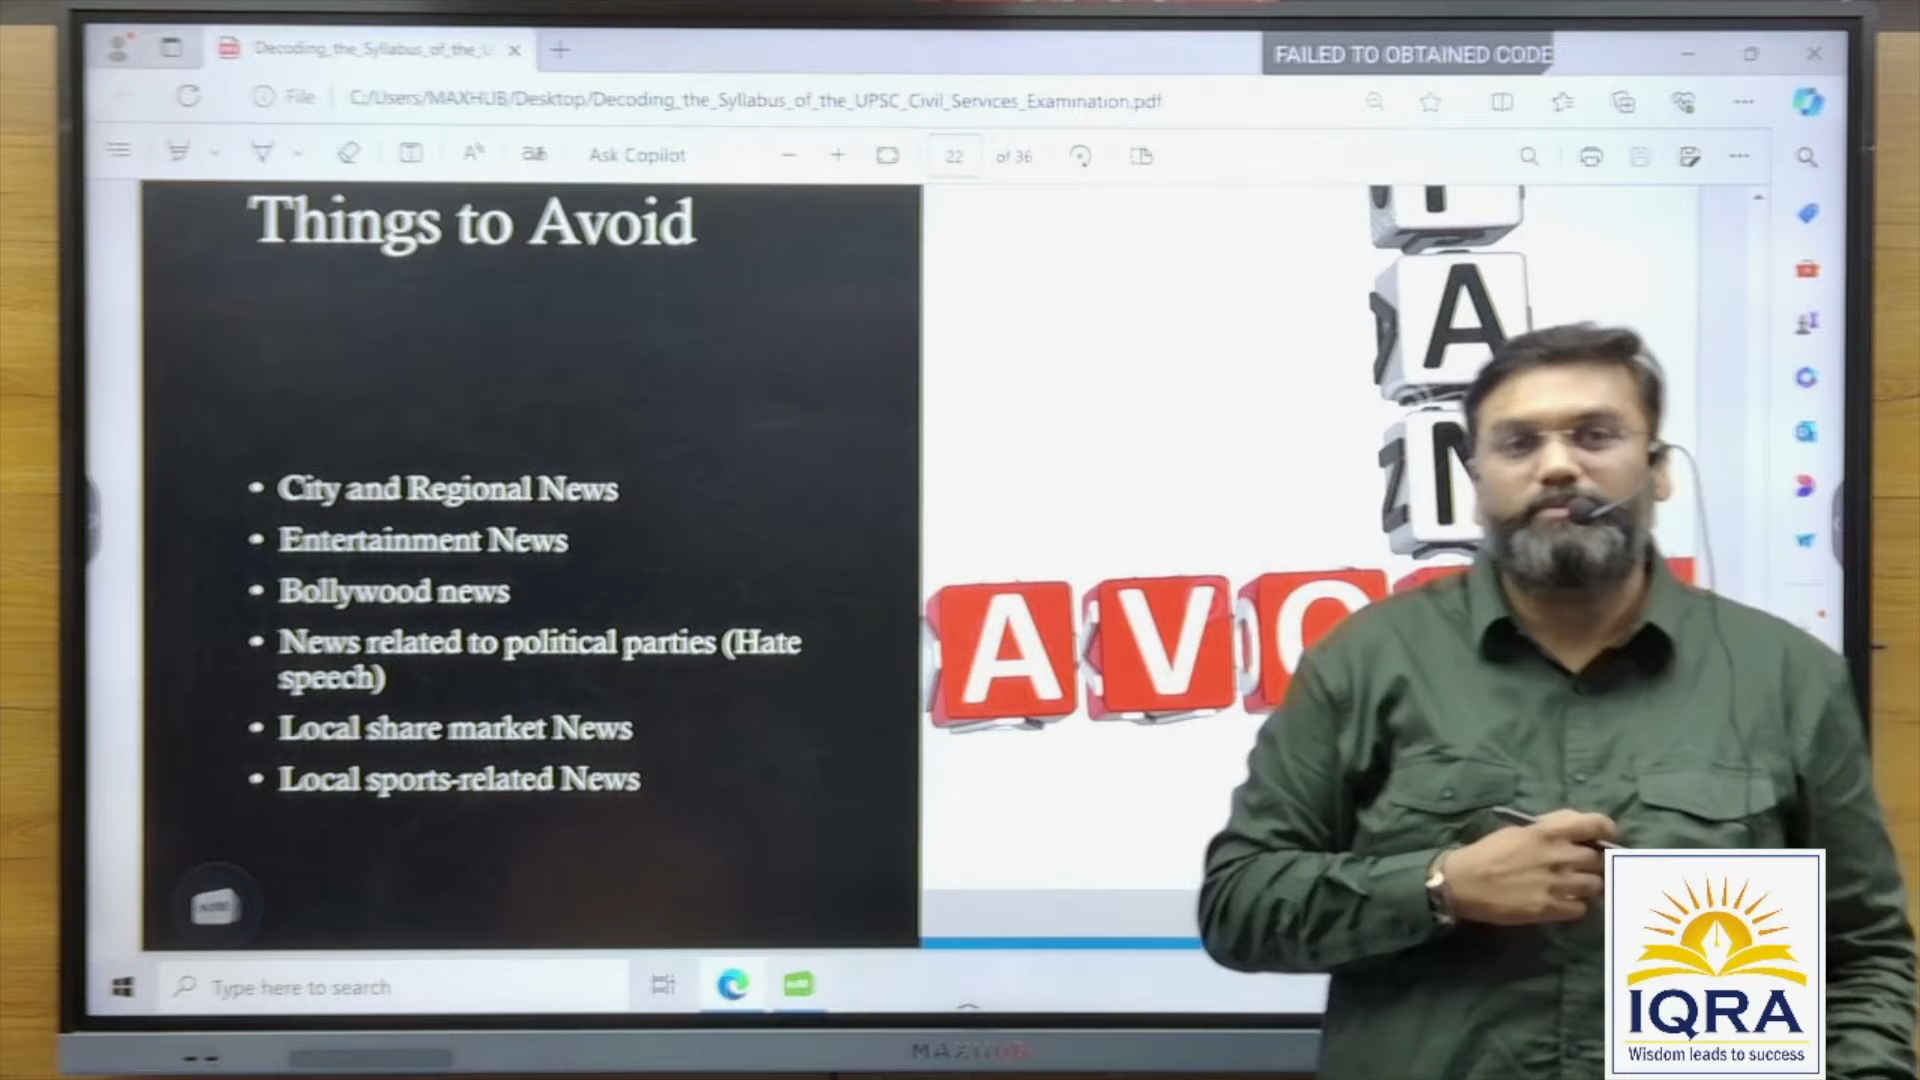 Decoding_the_Syllabus_of_the_U
FAILED TO OBTAINED CODE
File C:/Users/MAXHUB/Desktop/Decoding_the_Syllabus_of_the_UPSC_Civil_Services_Examination.pdf
Ask Copilot
22 of 36
Things to Avoid
• City and Regional News
• Entertainment News
• Bollywood news
• News related to political parties (Hate
speech)
• Local share market News
• Local sports-related News
A
N
AVO
Type here to search
MAXHUB
IQRA
Wisdom leads to success